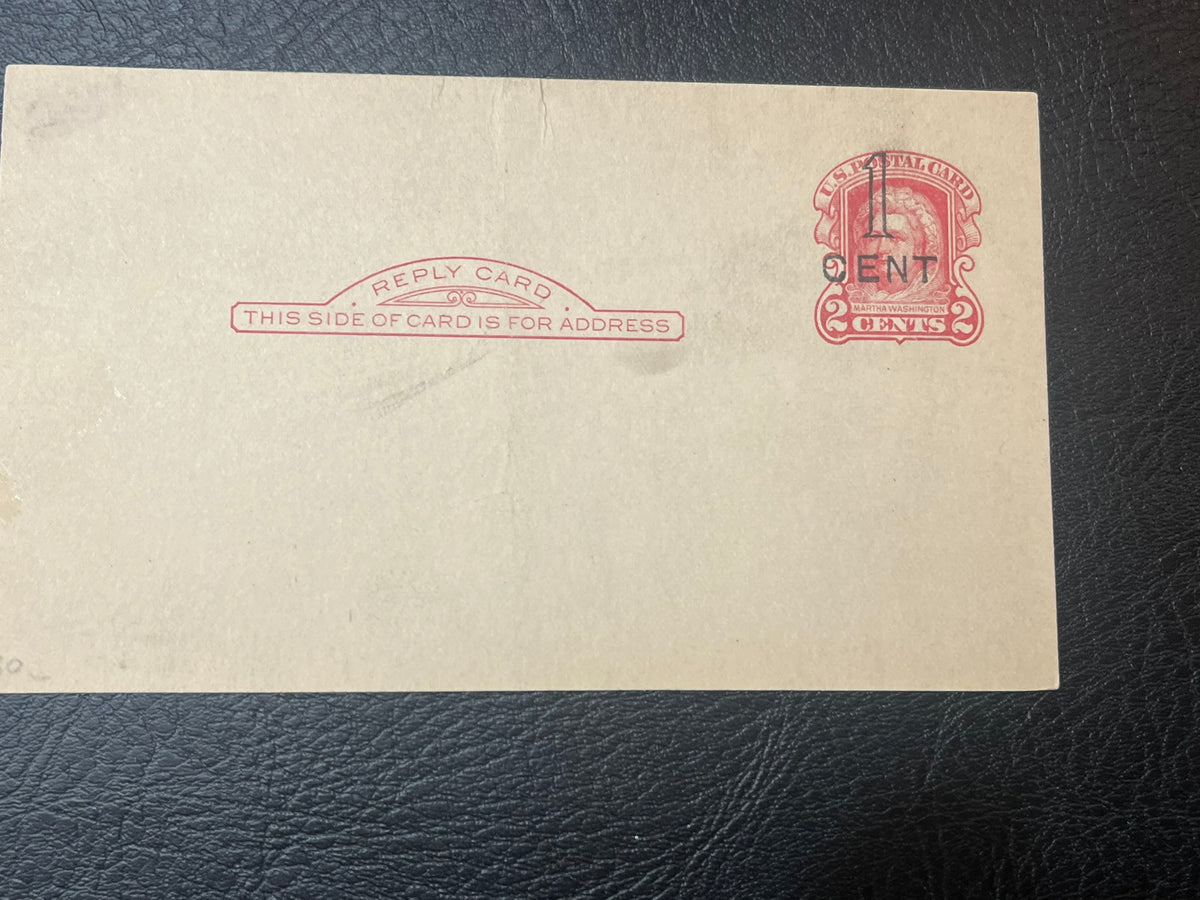 U.S. POSTAL CARD
1
CENT
MARTHA WASHINGTON
2 CENTS 2
REPLY CARD
THIS SIDE OF CARD IS FOR ADDRESS